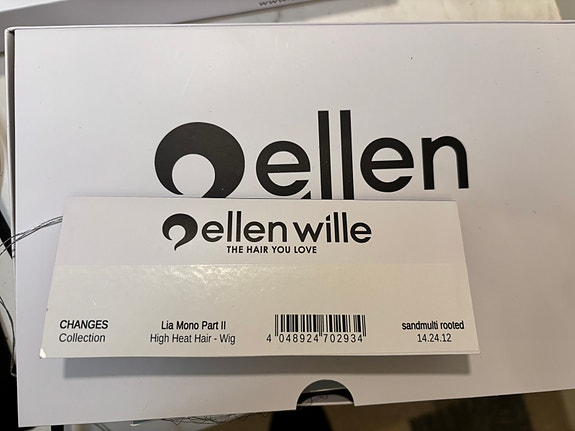 ellen
ellen wille
THE HAIR YOU LOVE
CHANGES
Collection
Lia Mono Part II
High Heat Hair - Wig
4 048924 702934
sandmulti rooted
14.24.12